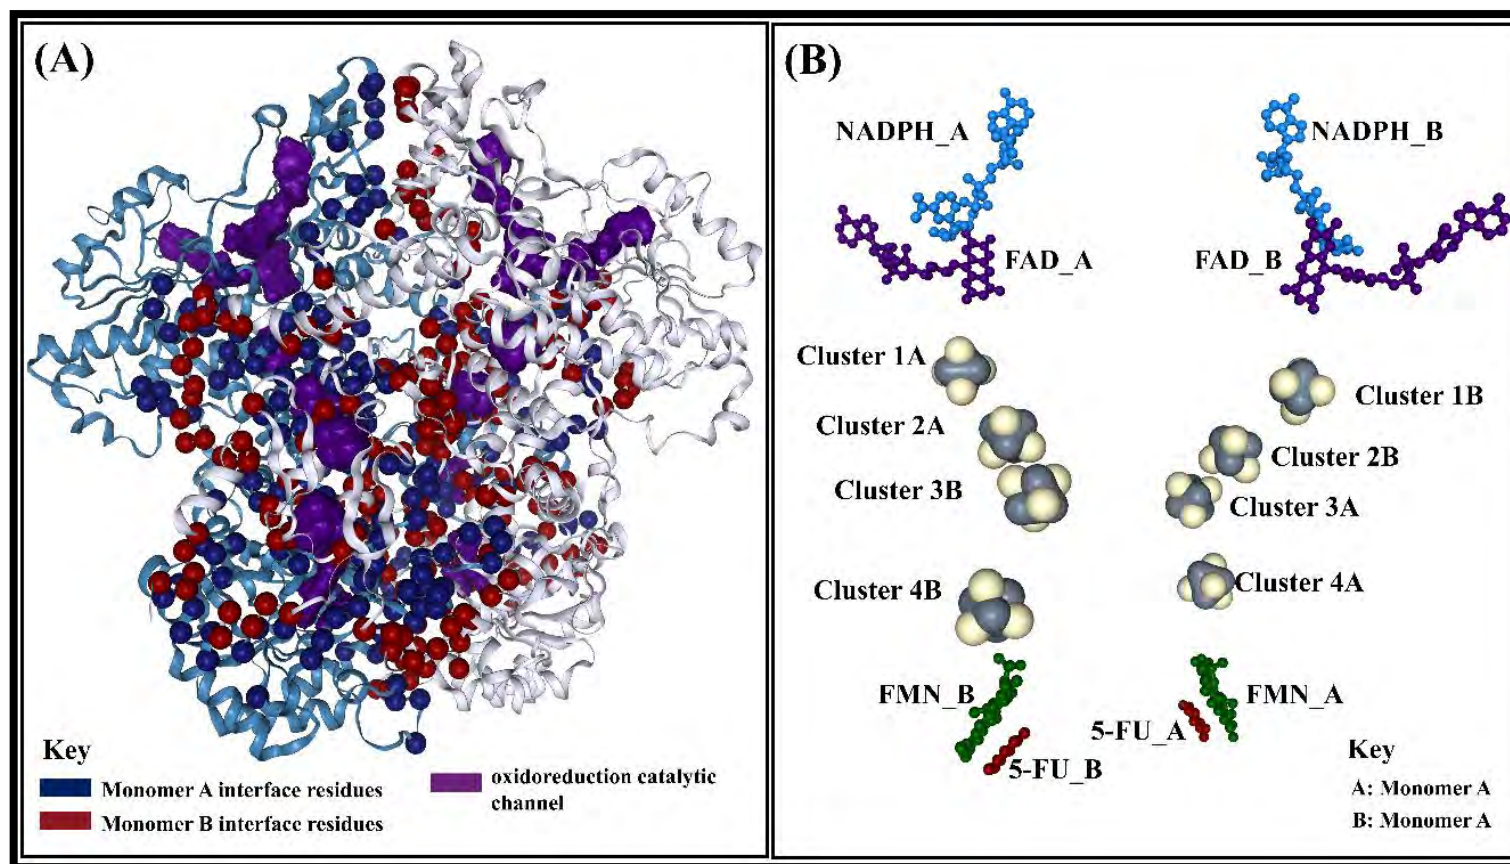 (A)
Key
Monomer A interface residues
Monomer B interface residues
oxidoreduction catalytic
channel
(B)
NADPH_A
NADPH_B
FAD_A
FAD_B
Cluster 1A
Cluster 1B
Cluster 2A
Cluster 2B
Cluster 3B
Cluster 3A
Cluster 4B
Cluster 4A
FMN_B
FMN_A
5-FU_A
5-FU_B
Key
A: Monomer A
B: Monomer A